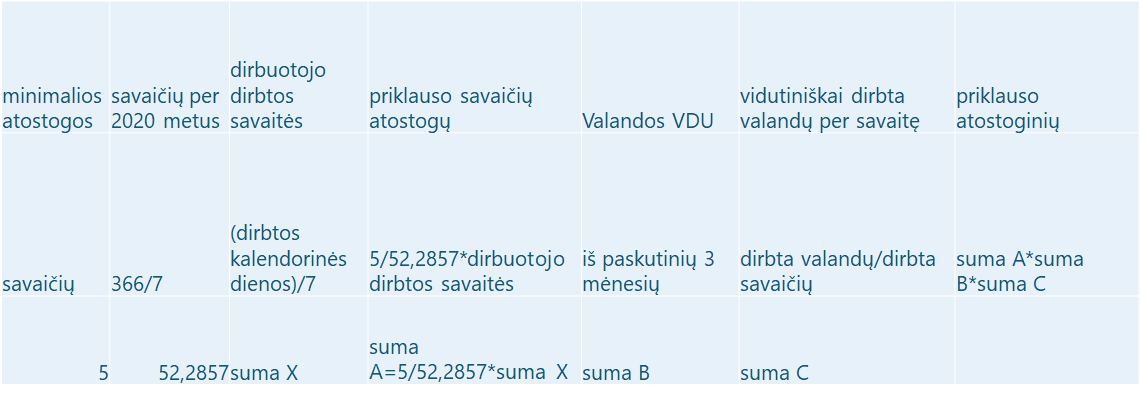 minimalios
atostogos
savaičių per
2020 metus
dirbuotojo
dirbtos
savaitės
priklauso savaičių
atostogų
Valandos VDU
vidutiniškai dirbta
valandų per savaitę
priklauso
atostoginių
savaičių
366/7
(dirbtos
kalendorinės
dienos)/7
5/52,2857*dirbuotojo
dirbtos savaitės
iš paskutinių 3
mėnesių
dirbta valandų/dirbta
savaičių
suma A*suma
B*suma C
5
52,2857
suma X
suma
A=5/52,2857*suma X
suma B
suma C